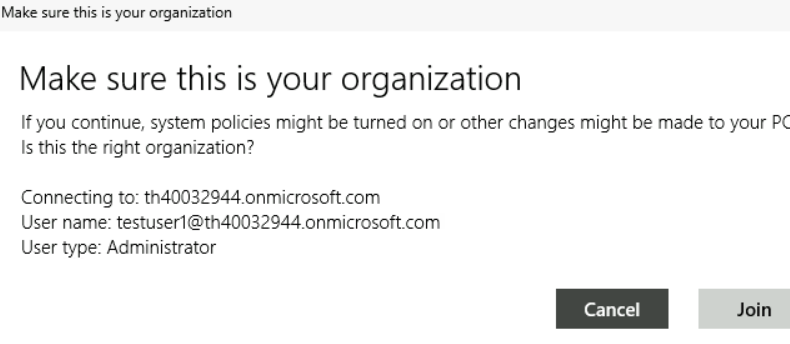 Make sure this is your organization
Make sure this is your organization
If you continue, system policies might be turned on or other changes might be made to your PC
Is this the right organization?
Connecting to: th40032944.onmicrosoft.com
User name: testuser1@th40032944.onmicrosoft.com
User type: Administrator
Cancel Join